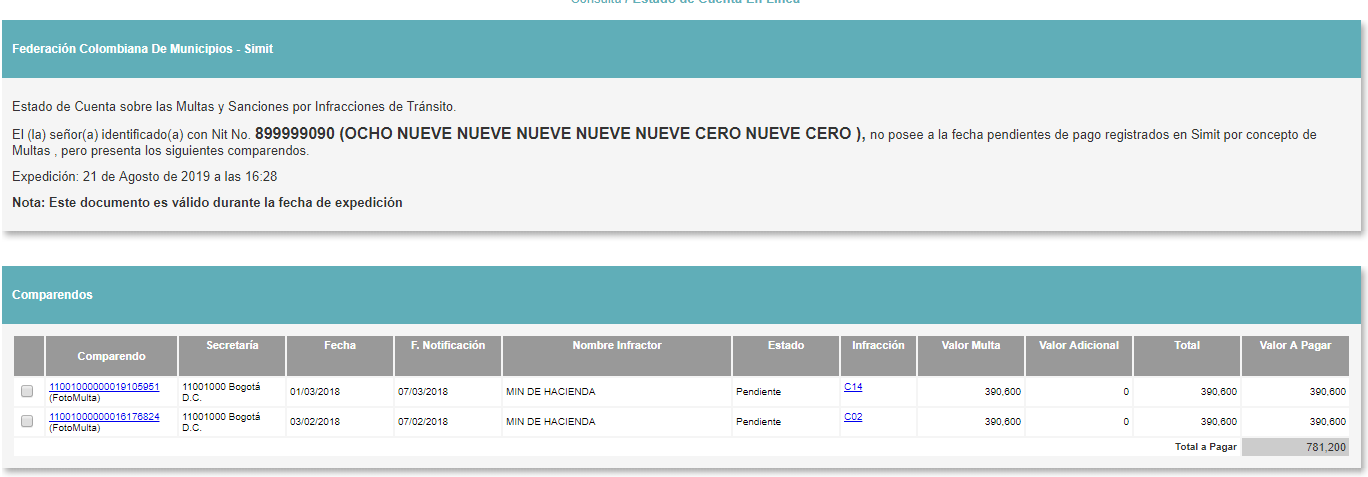 Consulta / Estado de Cuenta En Línea
Federación Colombiana De Municipios - Simit
Estado de Cuenta sobre las Multas y Sanciones por Infracciones de Tránsito.
El (la) señor(a) identificado(a) con Nit No. 899999090 (OCHO NUEVE NUEVE NUEVE NUEVE NUEVE CERO NUEVE CERO ), no posee a la fecha pendientes de pago registrados en Simit por concepto de
Multas , pero presenta los siguientes comparendos.
Expedición: 21 de Agosto de 2019 a las 16:28
Nota: Este documento es válido durante la fecha de expedición
Comparendos
Comparendo Secretaría Fecha F. Notificación Nombre Infractor Estado Infracción Valor Multa Valor Adicional Total Valor A Pagar
11001000000019105951 11001000 Bogotá 01/03/2018 07/03/2018 MIN DE HACIENDA Pendiente C14 390,600 0 390,600 390,600
(FotoMulta) D.C.
11001000000016176824 11001000 Bogotá 03/02/2018 07/02/2018 MIN DE HACIENDA Pendiente C02 390,600 0 390,600 390,600
(FotoMulta) D.C.
Total a Pagar 781,200